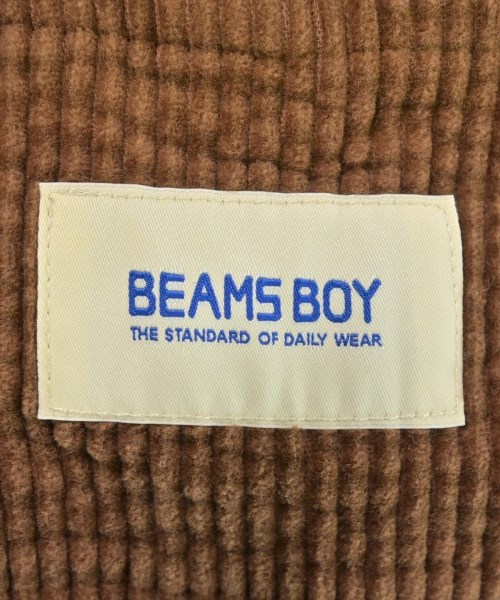 BEAMS BOY
THE STANDARD OF DAILY WEAR